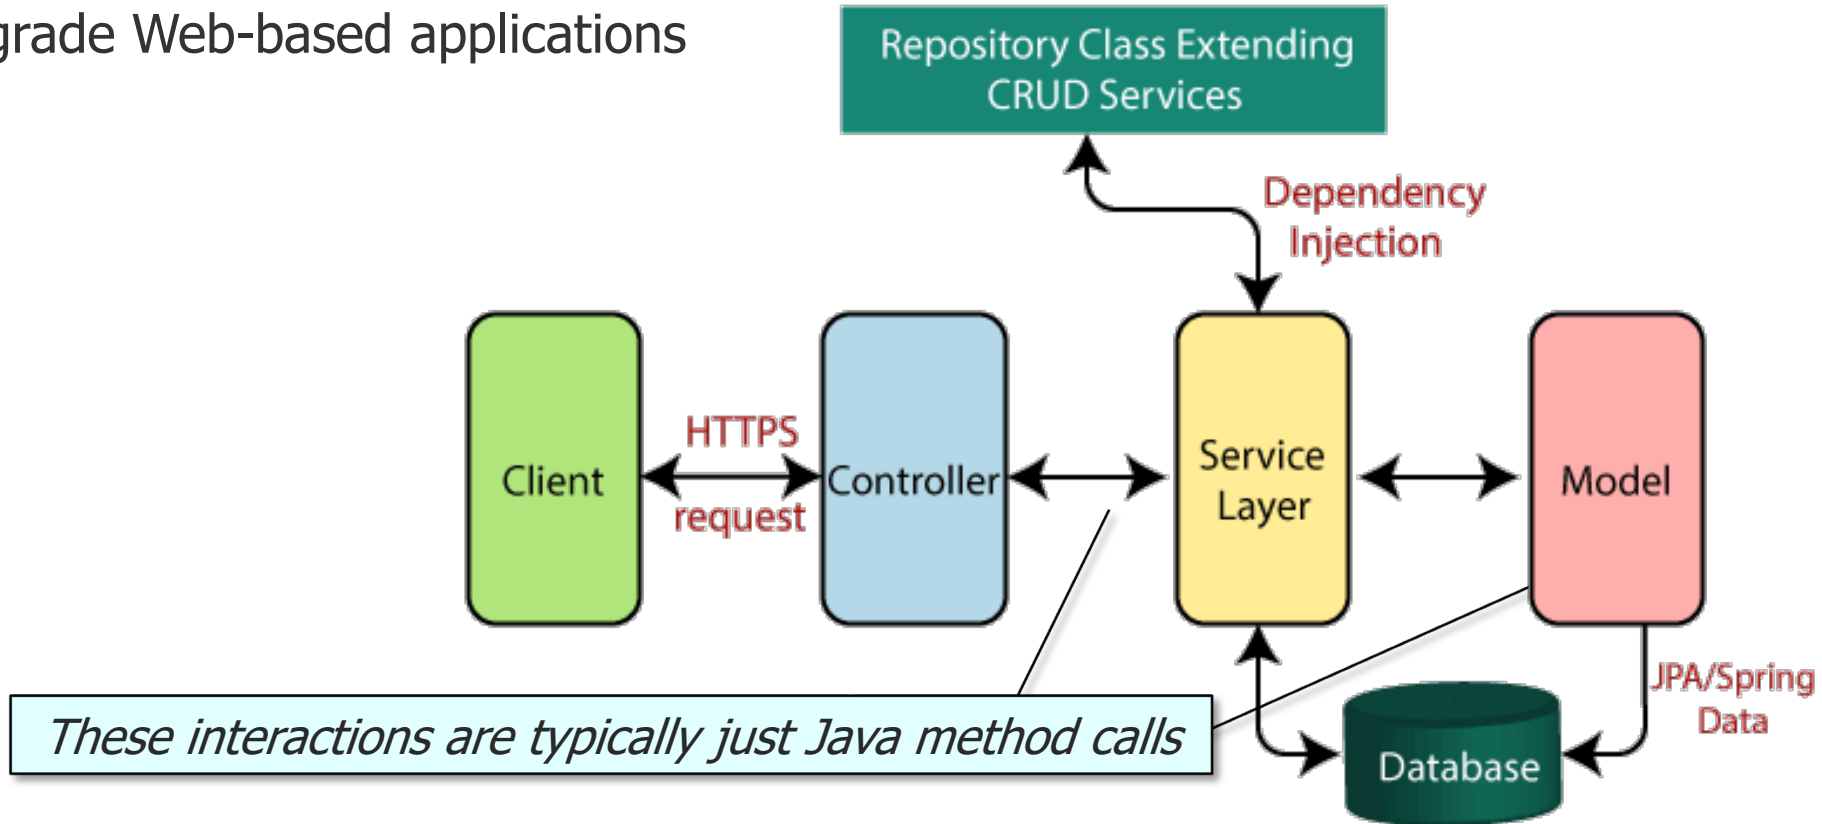 grade Web-based applications
Repository Class Extending
CRUD Services
Dependency
Injection
Client
HTTPS
request
Controller
Service
Layer
Model
JPA/Spring
Data
These interactions are typically just Java method calls
Database